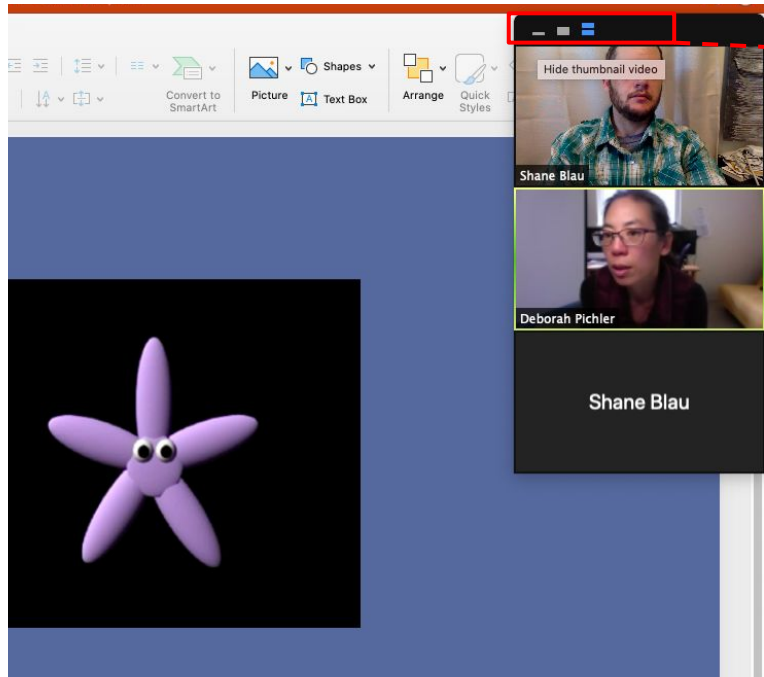 Hide thumbnail video
Shapes
Convert to
SmartArt
Picture
A Text Box
Arrange
Quick
Styles
Shane Blau
Deborah Pichler
Shane Blau